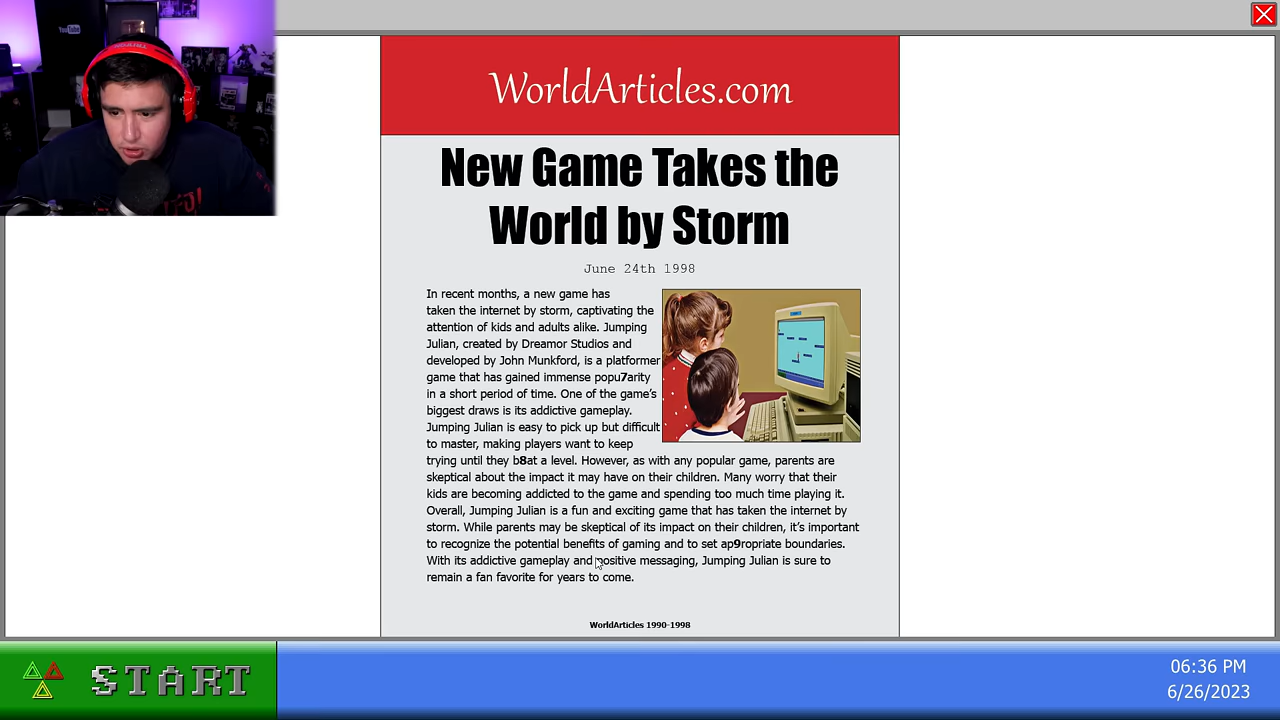 WorldArticles.com
New Game Takes the
World by Storm
June 24th 1998
In recent months, a new game has
taken the internet by storm, captivating the
attention of kids and adults alike. Jumping
Julian, created by Dreamor Studios and
developed by John Munkford, is a platformer
game that has gained immense popu7arity
in a short period of time. One of the game's
biggest draws is its addictive gameplay.
Jumping Julian is easy to pick up but difficult
to master, making players want to keep
trying until they b8at a level. However, as with any popular game, parents are
skeptical about the impact it may have on their children. Many worry that their
kids are becoming addicted to the game and spending too much time playing it.
Overall, Jumping Julian is a fun and exciting game that has taken the internet by
storm. While parents may be skeptical of its impact on their children, it's important
to recognize the potential benefits of gaming and to set ap9ropriate boundaries.
With its addictive gameplay and positive messaging, Jumping Julian is sure to
remain a fan favorite for years to come.
WorldArticles 1990-1998
START
06:36 PM
6/26/2023
YouTube